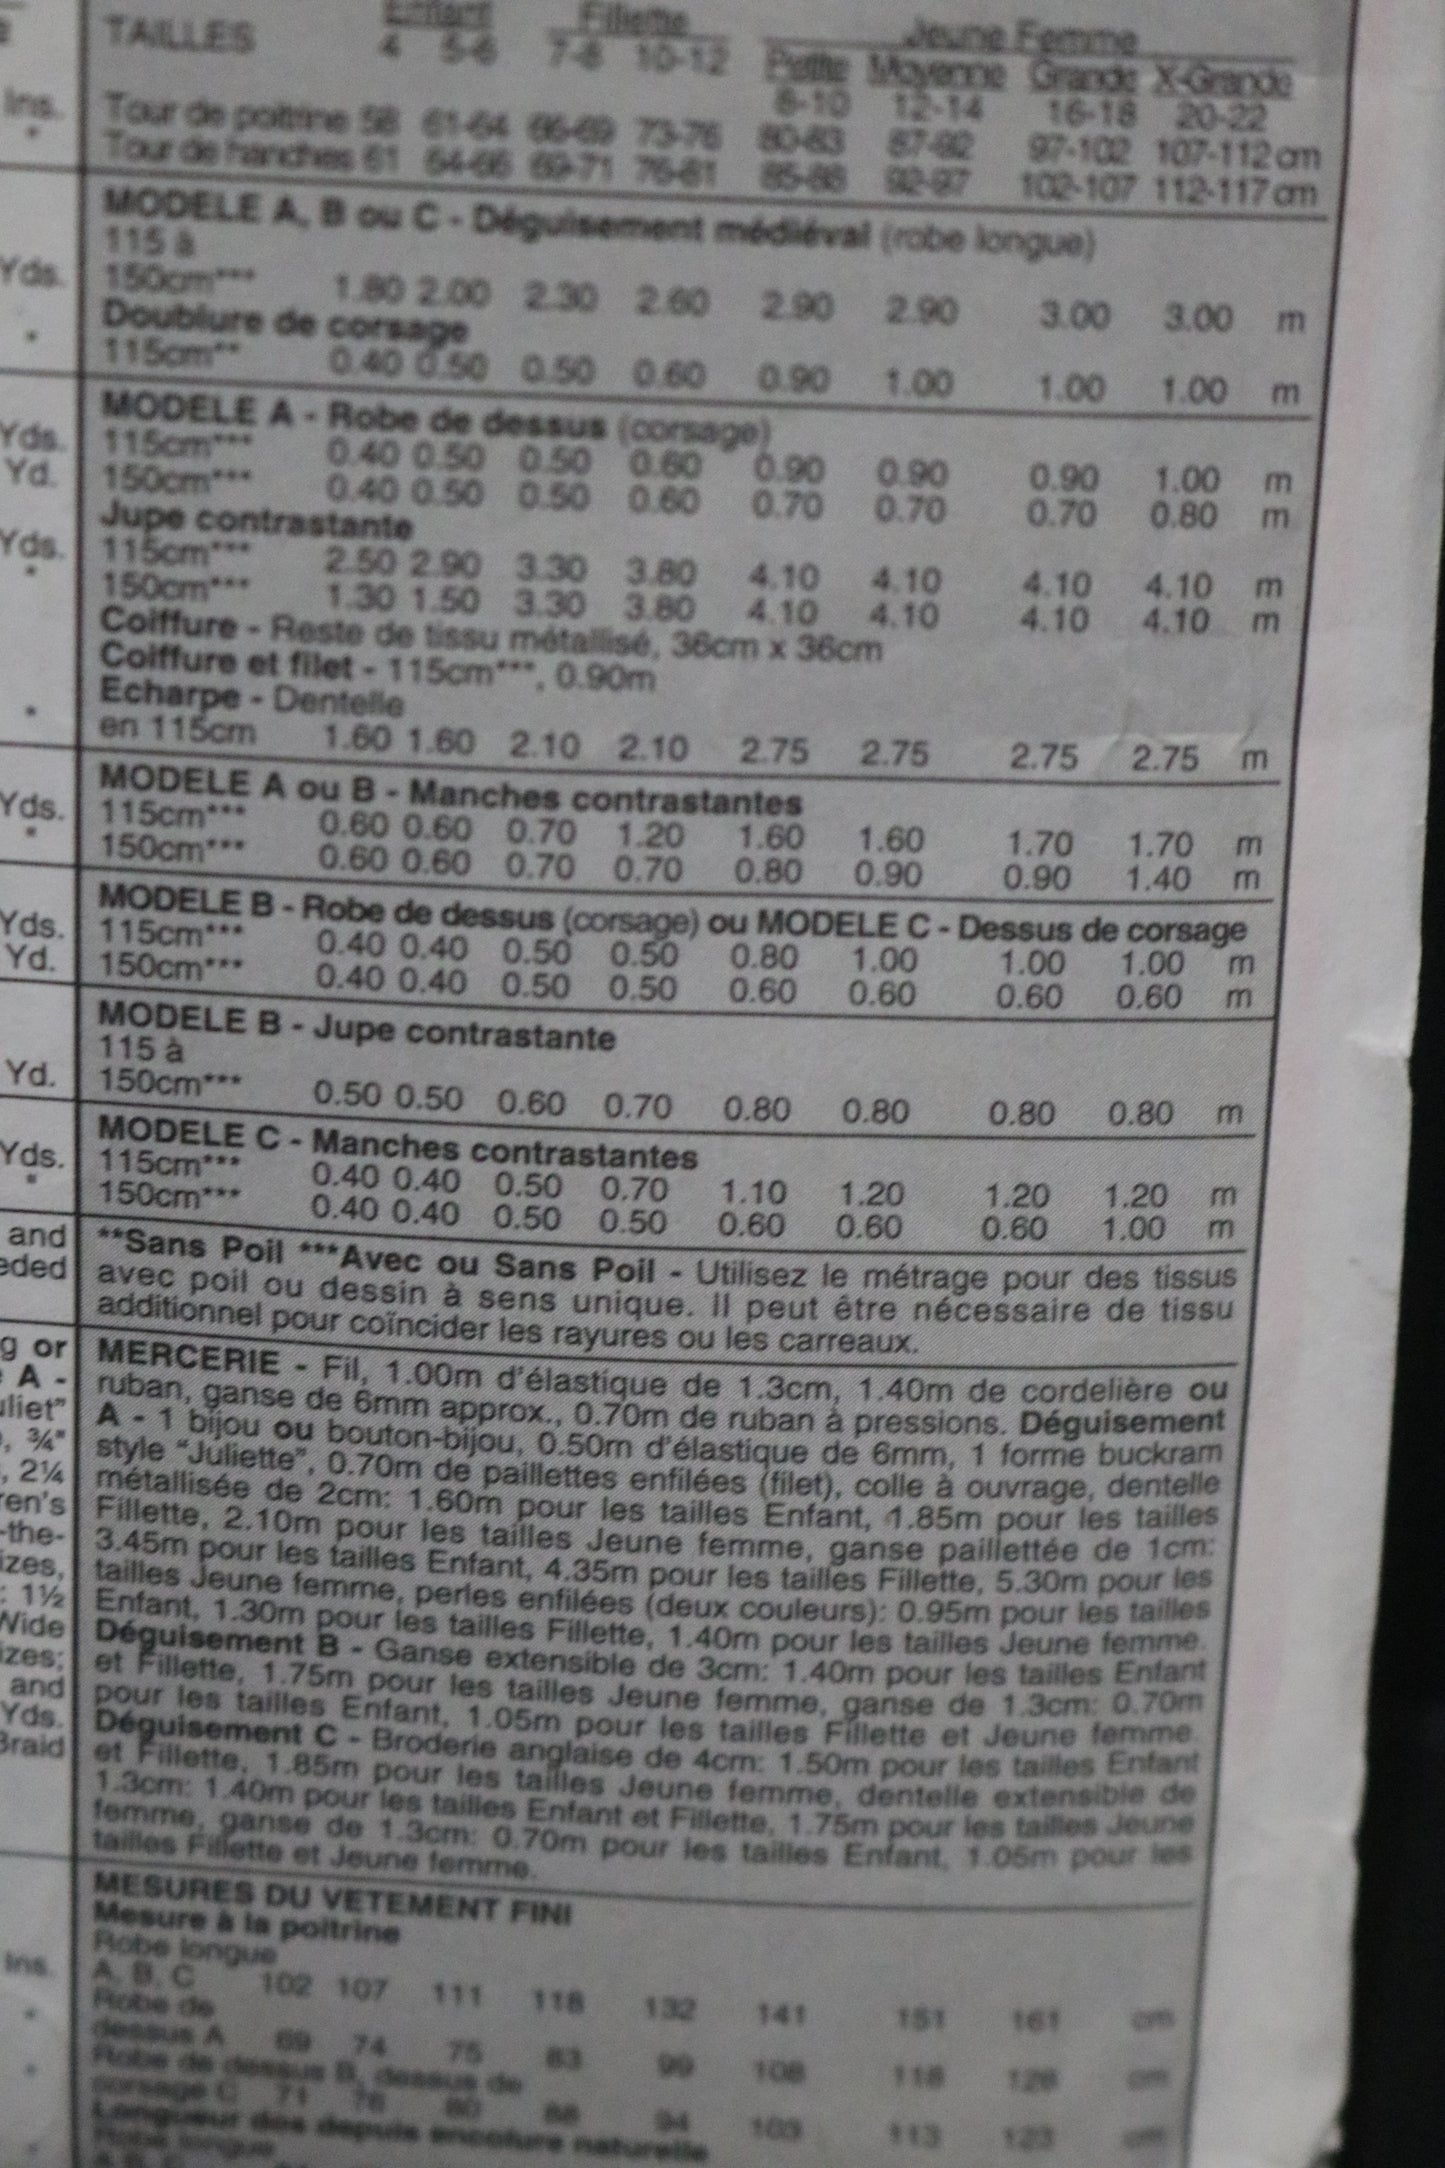 Enfant Fillette Jeune Femme
TAILLES 4 5-6 7-8 10-12 Petite Moyenne Grande X-Grande
8-10 12-14 16-18 20-22
Ins. Tour de poitrine 58 61-64 66-69 73-76 80-83 87-92 97-102 107-112 cm
Tour de hanches 61 64-66 69-71 76-81 85-88 92-97 102-107 112-117 cm
MODELE A, B ou C - Déguisement médiéval (robe longue)
115 à
Yds. 150cm*** 1.80 2.00 2.30 2.60 2.90 2.90 3.00 3.00 m
Doublure de corsage
115cm** 0.40 0.50 0.50 0.60 0.90 1.00 1.00 1.00 m
MODELE A - Robe de dessus (corsage)
Yds. 115cm*** 0.40 0.50 0.50 0.60 0.90 0.90 0.90 1.00 m
Yd. 150cm*** 0.40 0.50 0.50 0.60 0.70 0.70 0.70 0.80 m
Jupe contrastante
Yds. 115cm*** 2.50 2.90 3.30 3.80 4.10 4.10 4.10 4.10 m
" 150cm*** 1.30 1.50 3.30 3.80 4.10 4.10 4.10 4.10 m
Coiffure - Reste de tissu métallisé, 36cm x 36cm
Coiffure et filet - 115cm***, 0.90m
Echarpe - Dentelle
" en 115cm 1.60 1.60 2.10 2.10 2.75 2.75 2.75 2.75 m
MODELE A ou B - Manches contrastantes
Yds. 115cm*** 0.60 0.60 0.70 1.20 1.60 1.60 1.70 1.70 m
" 150cm*** 0.60 0.60 0.70 0.70 0.80 0.90 0.90 1.40 m
MODELE B - Robe de dessus (corsage) ou MODELE C - Dessus de corsage
Yds. 115cm*** 0.40 0.40 0.50 0.50 0.80 1.00 1.00 1.00 m
Yd. 150cm*** 0.40 0.40 0.50 0.50 0.60 0.60 0.60 0.60 m
MODELE B - Jupe contrastante
115 à
Yd. 150cm*** 0.50 0.50 0.60 0.70 0.80 0.80 0.80 0.80 m
MODELE C - Manches contrastantes
Yds. 115cm*** 0.40 0.40 0.50 0.70 1.10 1.20 1.20 1.20 m
" 150cm*** 0.40 0.40 0.50 0.50 0.60 0.60 0.60 1.00 m
and **Sans Poil ***Avec ou Sans Poil - Utilisez le métrage pour des tissus
eded avec poil ou dessin à sens unique. Il peut être nécessaire de tissu
additionnel pour coïncider les rayures ou les carreaux.
g or MERCERIE - Fil, 1.00m d'élastique de 1.3cm, 1.40m de cordelière ou
A - ruban, ganse de 6mm approx., 0.70m de ruban à pressions. Déguisement
uliet" A - 1 bijou ou bouton-bijou, 0.50m d'élastique de 6mm, 1 forme buckram
, ¾" style "Juliette", 0.70m de paillettes enfilées (filet), colle à ouvrage, dentelle
, 2¼ métallisée de 2cm: 1.60m pour les tailles Enfant, 1.85m pour les tailles
ren's Fillette, 2.10m pour les tailles Jeune femme, ganse paillettée de 1cm:
-the- 3.45m pour les tailles Enfant, 4.35m pour les tailles Fillette, 5.30m pour les
izes, tailles Jeune femme, perles enfilées (deux couleurs): 0.95m pour les tailles
: 1½ Enfant, 1.30m pour les tailles Fillette, 1.40m pour les tailles Jeune femme.
Wide Déguisement B - Ganse extensible de 3cm: 1.40m pour les tailles Enfant
izes; et Fillette, 1.75m pour les tailles Jeune femme, ganse de 1.3cm: 0.70m
and pour les tailles Enfant, 1.05m pour les tailles Fillette et Jeune femme.
Yds. Déguisement C - Broderie anglaise de 4cm: 1.50m pour les tailles Enfant
Braid et Fillette, 1.85m pour les tailles Jeune femme, dentelle extensible de
1.3cm: 1.40m pour les tailles Enfant et Fillette, 1.75m pour les tailles Jeune
femme, ganse de 1.3cm: 0.70m pour les tailles Enfant, 1.05m pour les
tailles Fillette et Jeune femme.
MESURES DU VETEMENT FINI
Mesure à la poitrine
Robe longue
Ins. A, B, C 102 107 111 118 132 141 151 161 cm
Robe de
dessus A 69 74 75 83 99 108 118 128 cm
Robe de dessus B, dessus de
corsage C 71 76 80 88 94 103 113 123 cm
Longueur dos depuis encolure naturelle
Robe longue